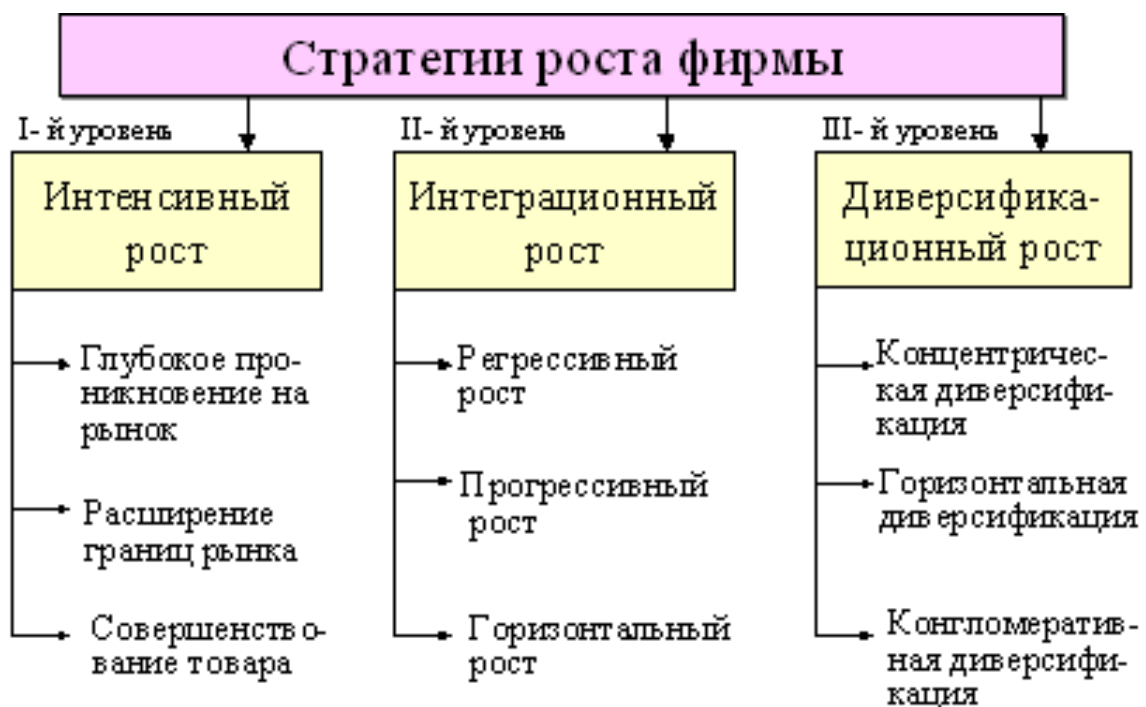 Стратегии роста фирмы
I- й уровень
Интенсивный
рост
Глубокое про-
никновение на
рынок
Расширение
границ рынка
Совершенство-
вание товара
II- й уровень
Интеграционный
рост
Регрессивный
рост
Прогрессивный
рост
Горизонтальный
рост
III- й уровень
Диверсифика-
ционный рост
Концентричес-
кая диверсифи-
кация
Горизонтальная
диверсификация
Конгломератив-
ная диверсифи-
кация